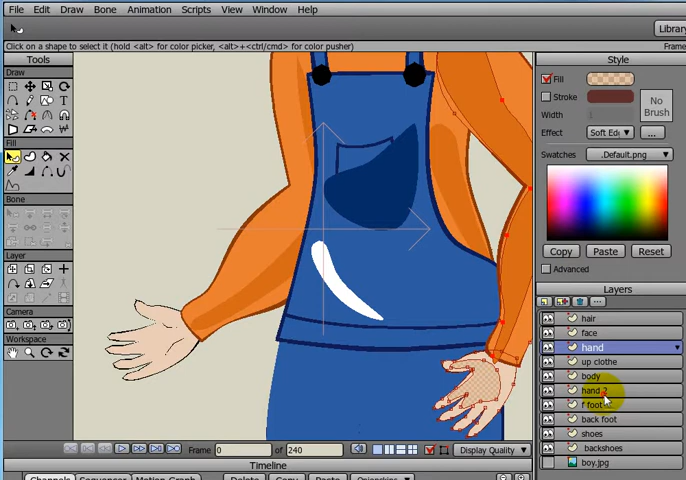 File Edit Draw Bone Animation Scripts View Window Help
Library
Click on a shape to select it (hold <alt> for color picker, <alt>+<ctrl/cmd> for color pusher)
Frame
Tools
Style
Draw
Fill
Stroke
No
Brush
Width
Effect
Soft Ed
...
Fill
Swatches
.Default.png
Bone
Copy
Paste
Reset
Advanced
Layer
Layers
hair
face
hand
up clothe
body
hand 2
f foot
back foot
shoes
backshoes
boy.jpg
Camera
Workspace
Frame
0
of
240
Display Quality
Timeline
Channels
Sequencer
Motion Graph
Delete
Copy
Paste
Onionskins